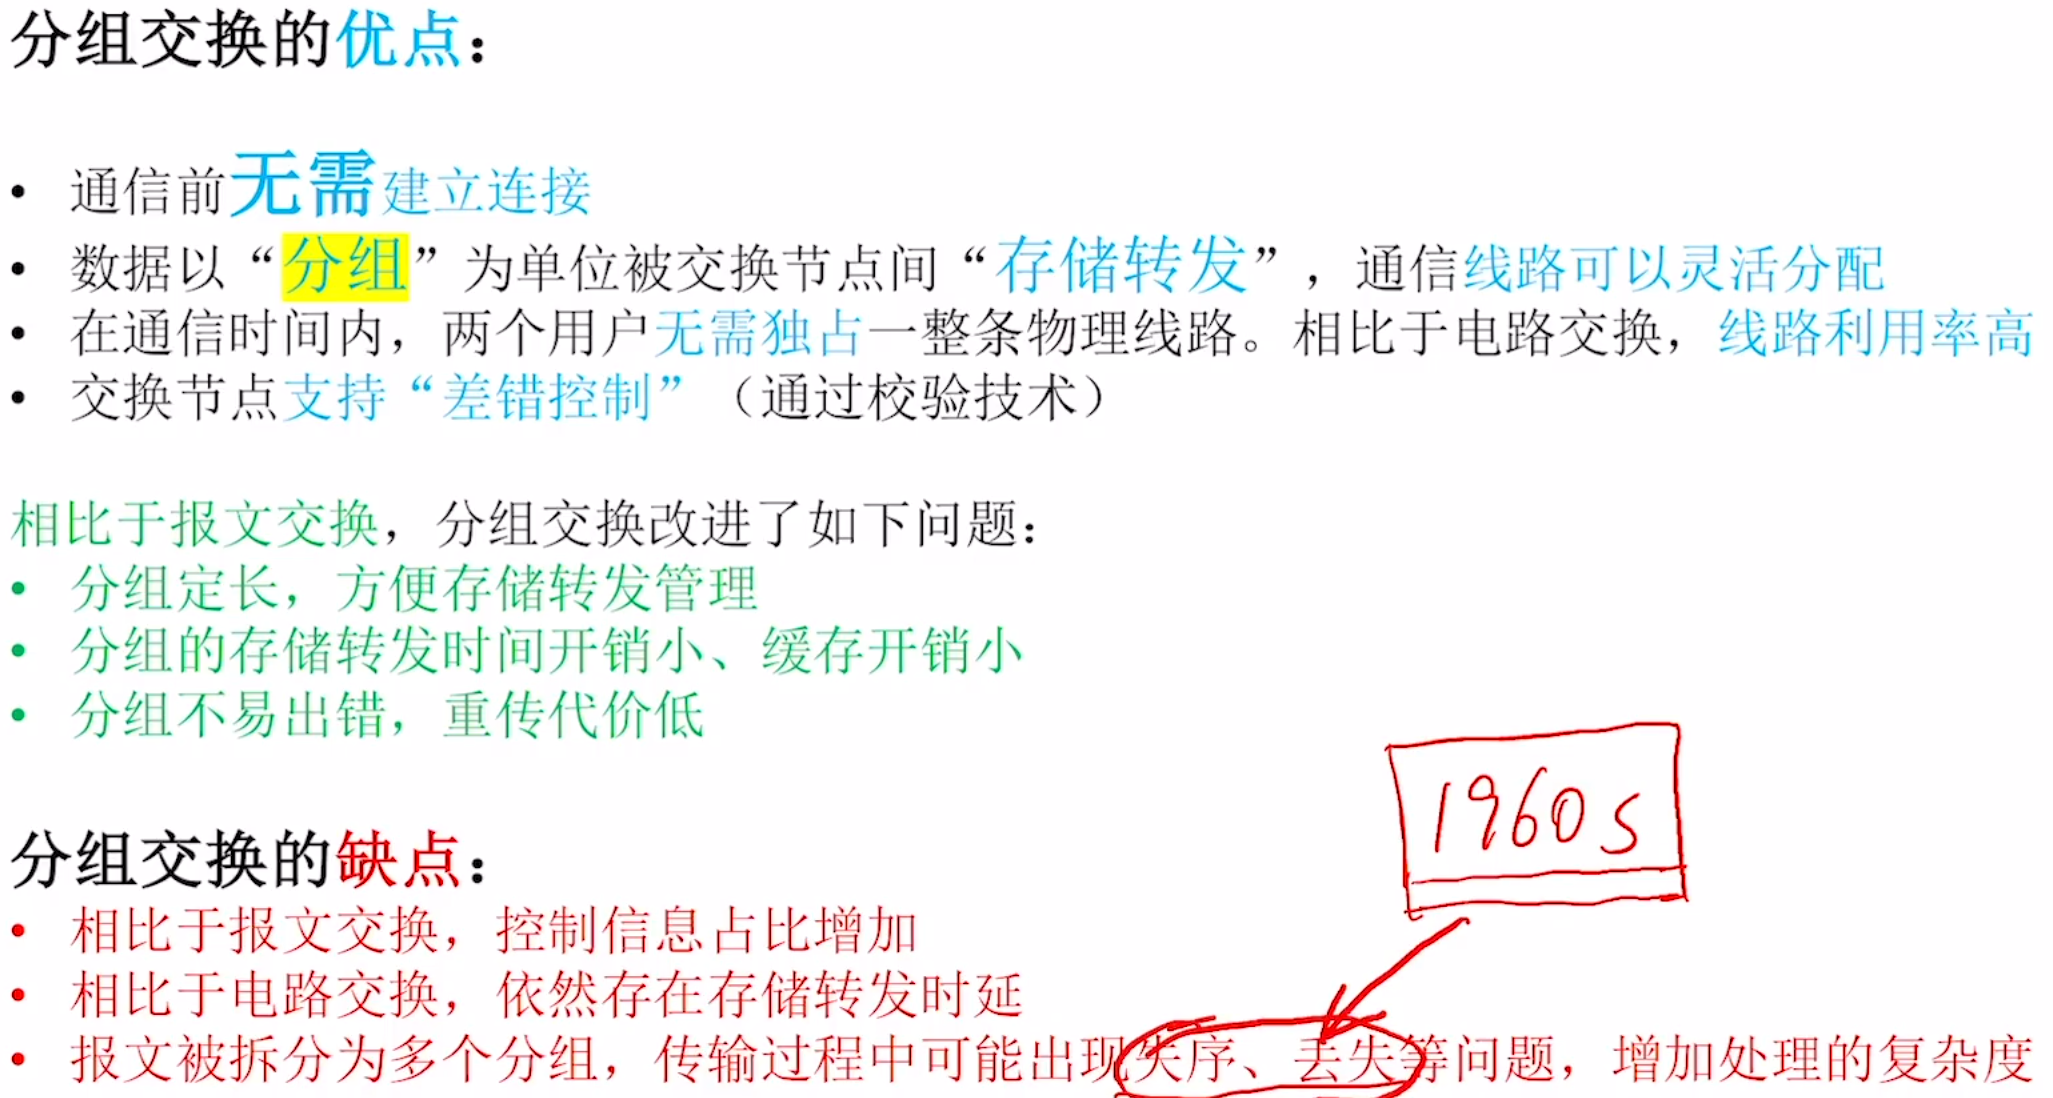 分组交换的优点：
• 通信前无需建立连接
• 数据以“分组”为单位被交换节点间“存储转发”，通信线路可以灵活分配
• 在通信时间内，两个用户无需独占一整条物理线路。相比于电路交换，线路利用率高
• 交换节点支持“差错控制”（通过校验技术）
相比于报文交换，分组交换改进了如下问题：
• 分组定长，方便存储转发管理
• 分组的存储转发时间开销小、缓存开销小
• 分组不易出错，重传代价低
1960s
分组交换的缺点：
• 相比于报文交换，控制信息占比增加
• 相比于电路交换，依然存在存储转发时延
• 报文被拆分为多个分组，传输过程中可能出现失序、丢失等问题，增加处理的复杂度